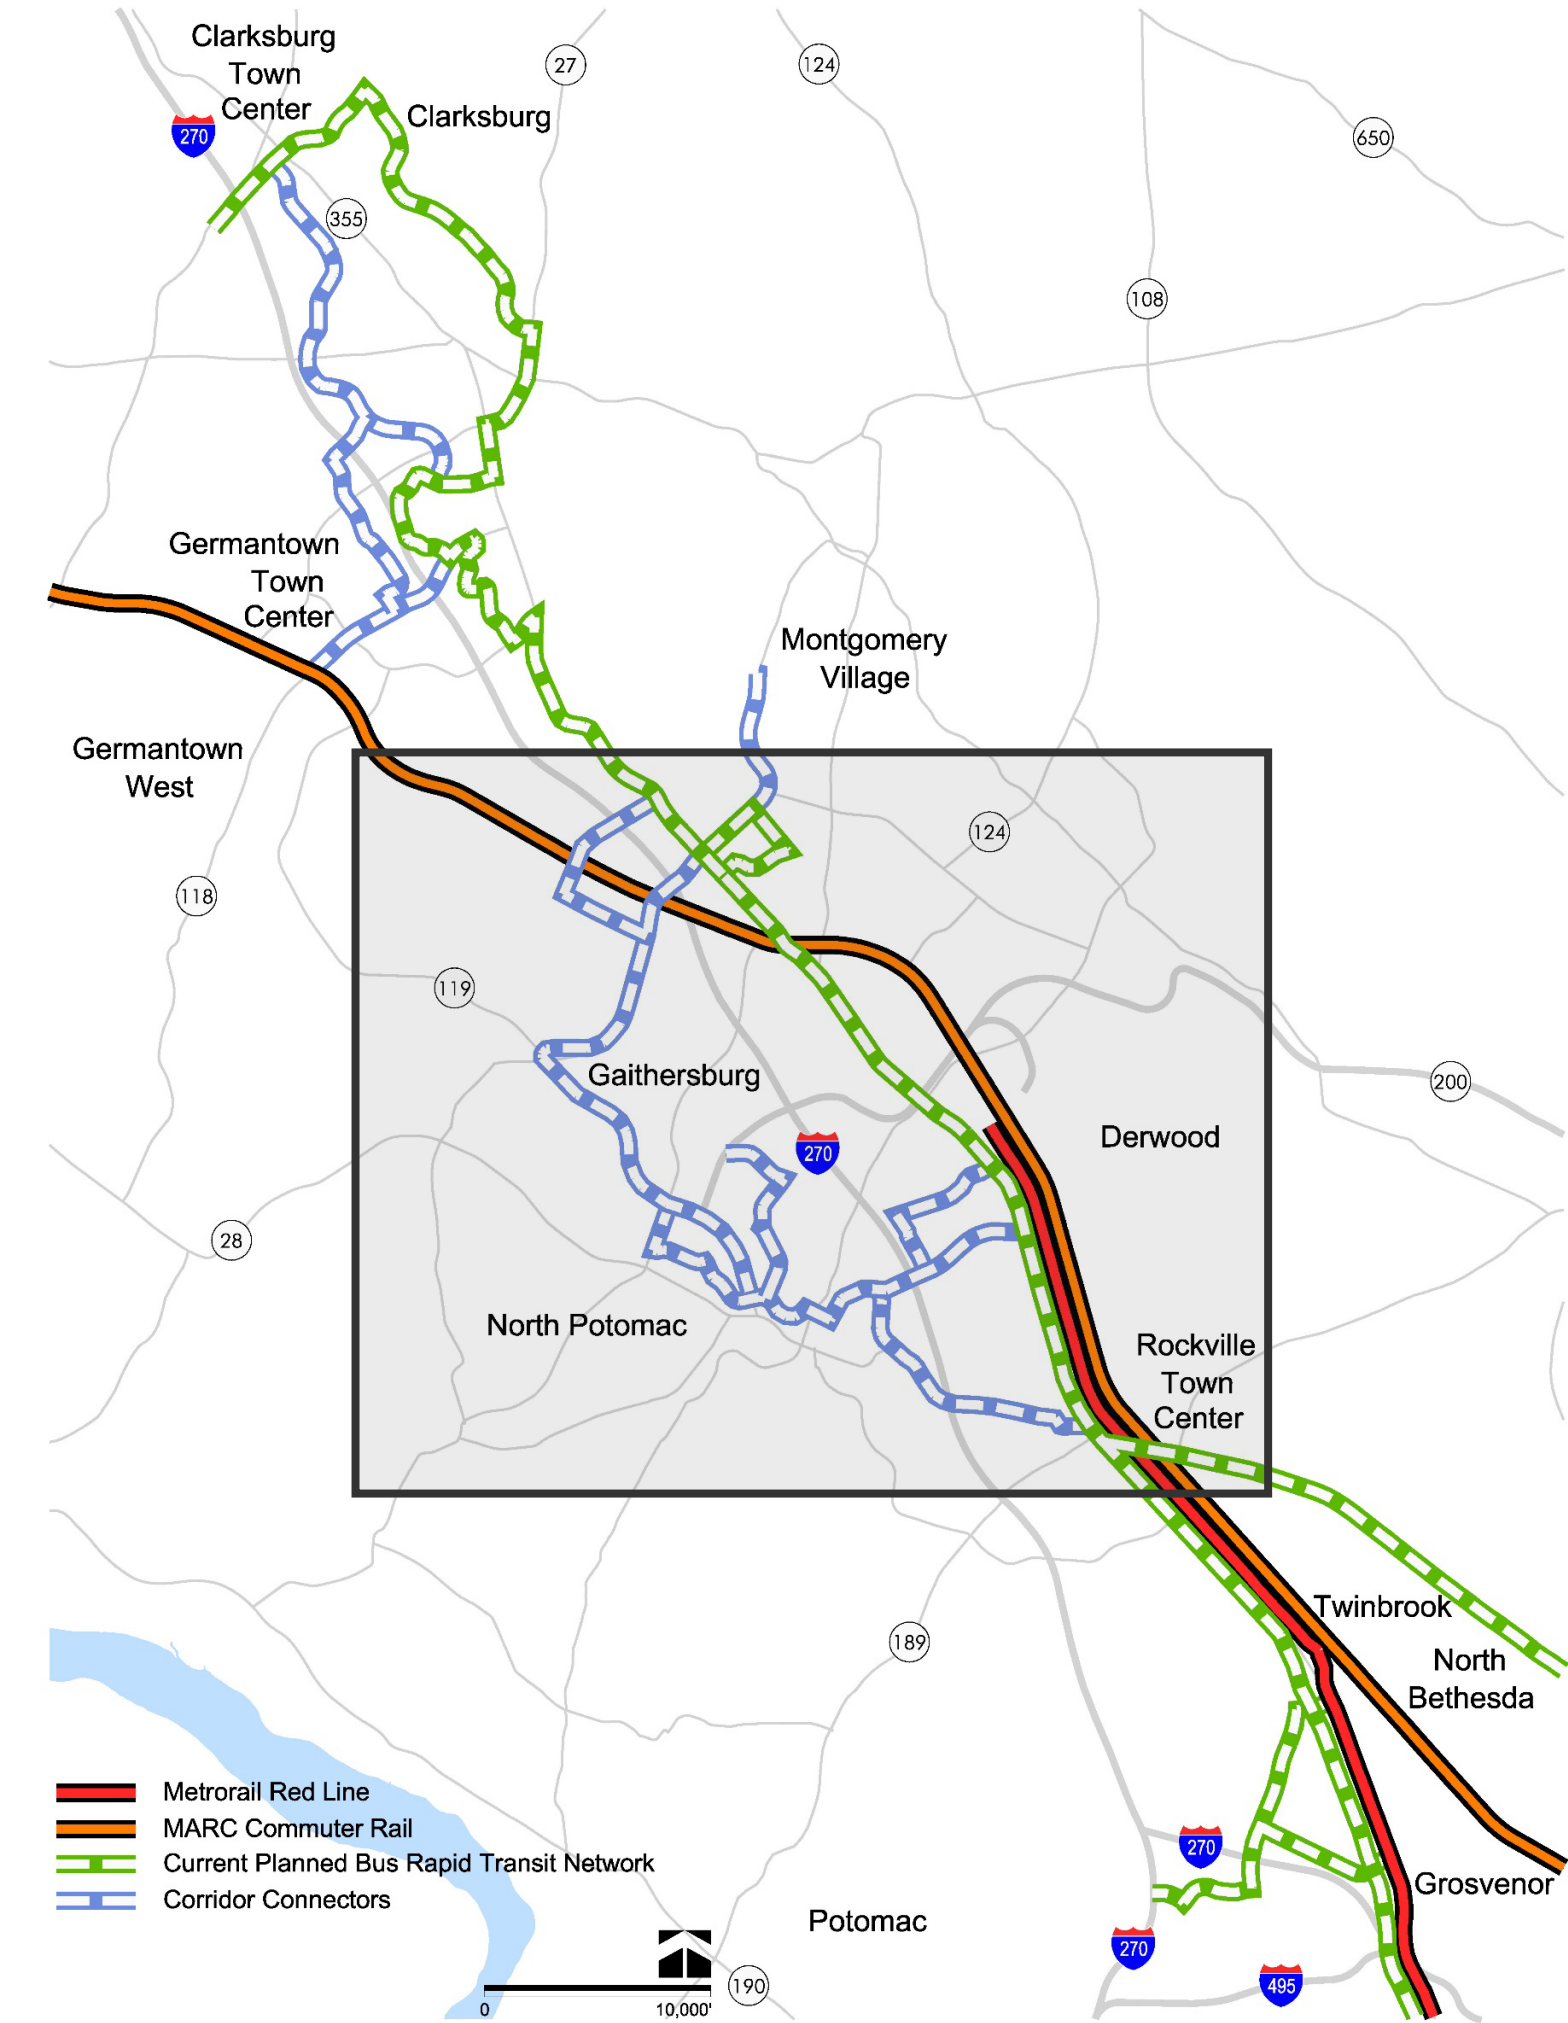 Clarksburg
Town
Center
27
124
Clarksburg
270
650
355
108
Germantown
Town
Center
Montgomery
Village
Germantown
West
124
118
119
Gaithersburg
200
270
Derwood
28
North Potomac
Rockville
Town
Center
Twinbrook
189
North
Bethesda
Metrorail Red Line
MARC Commuter Rail
Current Planned Bus Rapid Transit Network
Corridor Connectors
270
Grosvenor
Potomac
270
495
190
0 10,000'